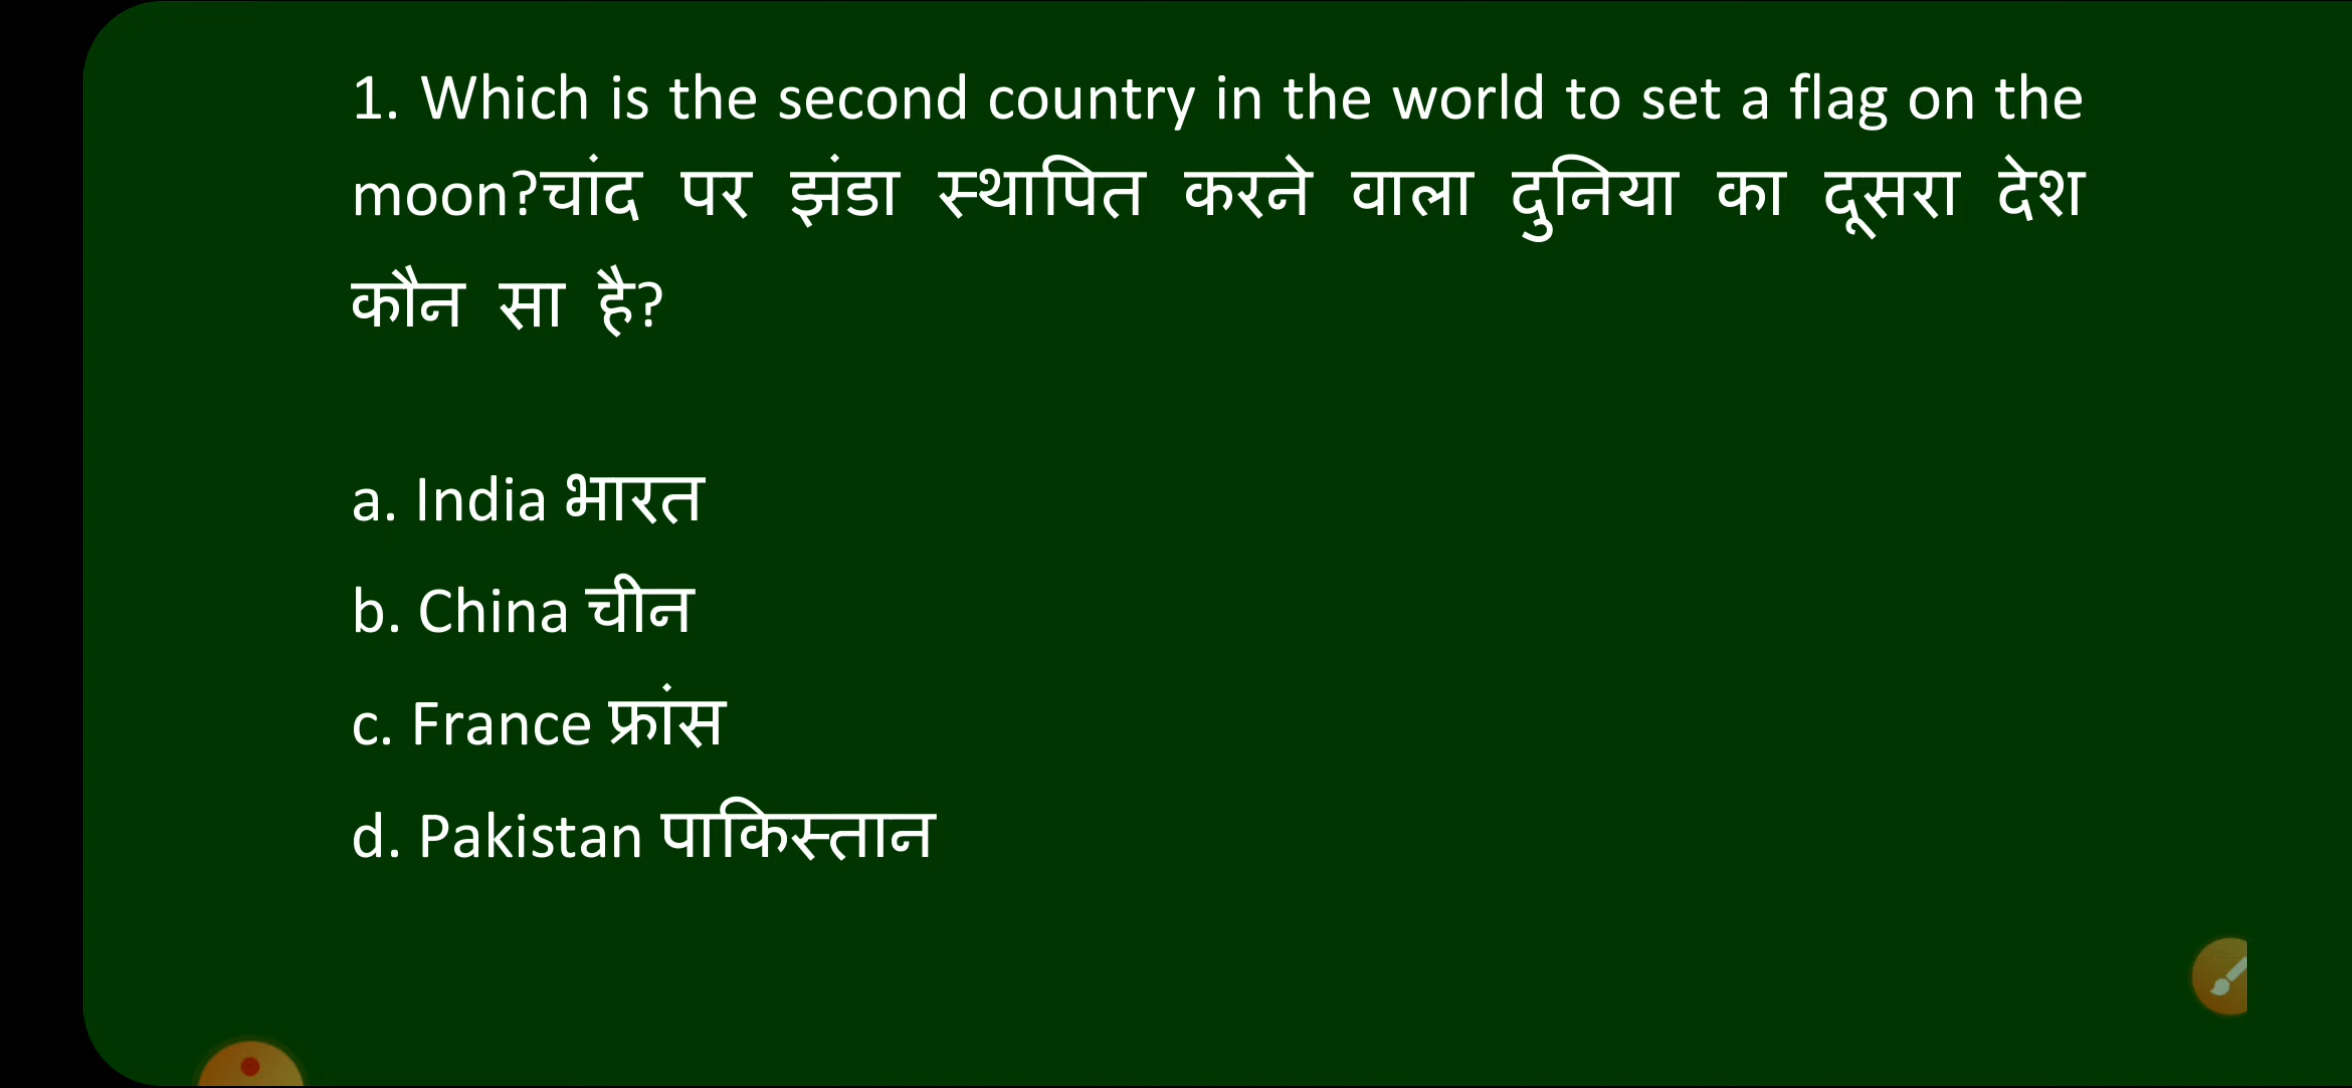 1. Which is the second country in the world to set a flag on the
moon?चांद पर झंडा स्थापित करने वाला दुनिया का दूसरा देश
कौन सा है?
a. India भारत
b. China चीन
c. France फ्रांस
d. Pakistan पाकिस्तान